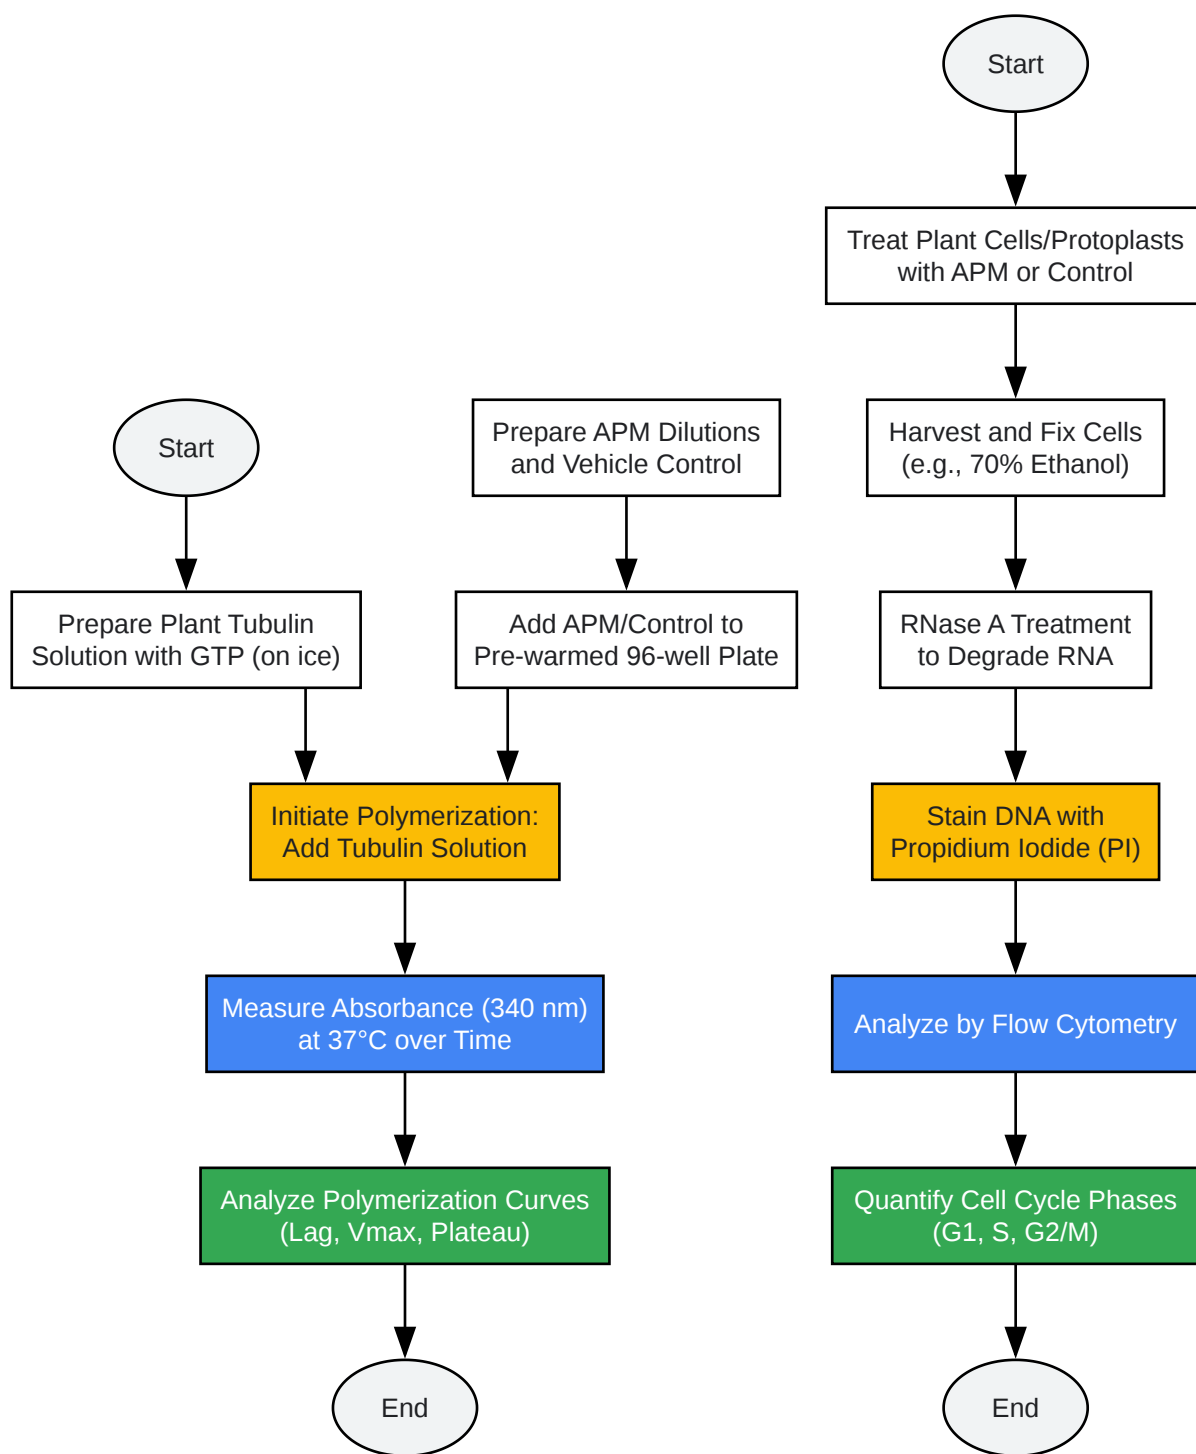 Start
Prepare Plant Tubulin
Solution with GTP (on ice)
Prepare APM Dilutions
and Vehicle Control
Add APM/Control to
Pre-warmed 96-well Plate
Initiate Polymerization:
Add Tubulin Solution
Measure Absorbance (340 nm)
at 37°C over Time
Analyze Polymerization Curves
(Lag, Vmax, Plateau)
End
Start
Treat Plant Cells/Protoplasts
with APM or Control
Harvest and Fix Cells
(e.g., 70% Ethanol)
RNase A Treatment
to Degrade RNA
Stain DNA with
Propidium Iodide (PI)
Analyze by Flow Cytometry
Quantify Cell Cycle Phases
(G1, S, G2/M)
End